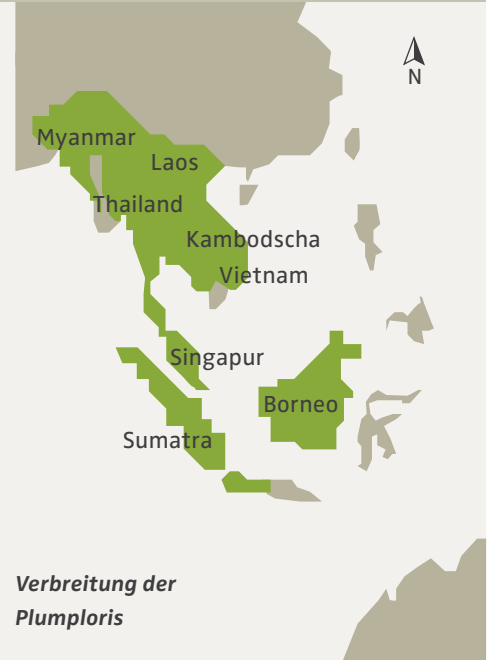 N
Myanmar
Laos
Thailand
Kambodscha
Vietnam
Singapur
Borneo
Sumatra
Verbreitung der
Plumploris